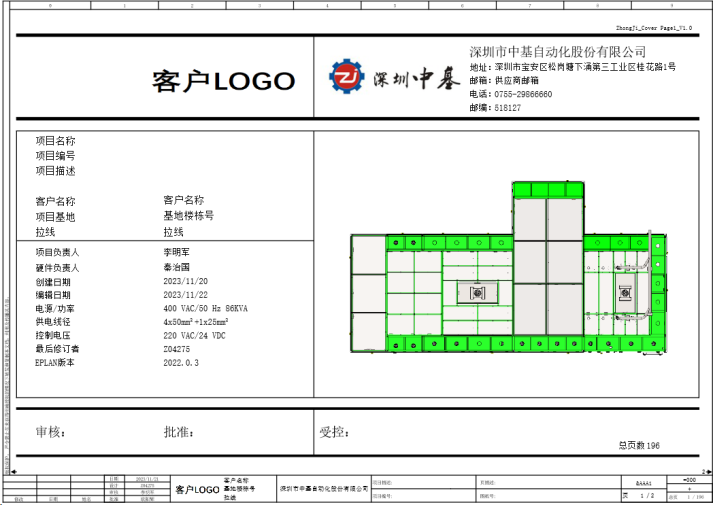 0 1 2 3 4 5 6 7 8 9
ZhongJi_Cover Page1_V1.0
客户LOGO
ZJ 深圳中基
深圳市中基自动化股份有限公司
地址: 深圳市宝安区松岗塘下涌第三工业区桂花路1号
邮箱: 供应商邮箱
电话: 0755-29866660
邮编: 518127
项目名称
项目编号
项目描述
客户名称 客户名称
项目基地 基地楼栋号
拉线 拉线
项目负责人 李明军
硬件负责人 秦治国
创建日期 2023/11/20
编辑日期 2023/11/22
电源/功率 400 VAC/50 Hz 86KVA
供电线径 4x50mm²+1x25mm²
控制电压 220 VAC/24 VDC
最后修订者 Z04275
EPLAN版本 2022.0.3
审核: 批准: 受控:
总页数196
2
日期 2023/11/23
客户LOGO
客户名称
基地楼栋号
拉线
深圳市中基自动化股份有限公司
&AAA1
=000
+
页 1 / 2
1 / 196